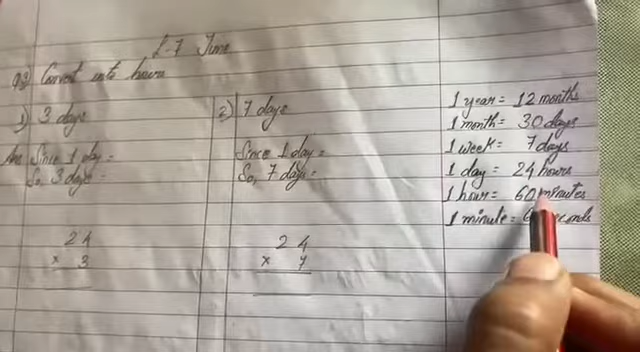 L-7 Time
Q3) Convert into hours
1) 3 days
Ans Since 1 day =
So, 3 days =
24
× 3
2) 7 days
Since 1 day =
So, 7 days =
24
× 7
1 year = 12 months
1 month = 30 days
1 week = 7 days
1 day = 24 hours
1 hour = 60 minutes
1 minute =